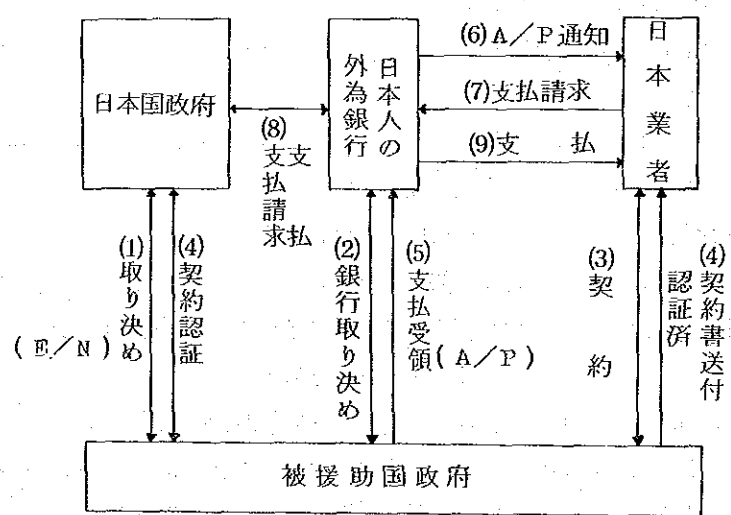 日本国政府
日本人の
外為銀行
日本業者
(6)A/P通知
(7)支払請求
(9)支 払
(8)
支払請求
支払
(1)取り決め
(E/N)
(4)契約認証
(2)銀行取り決め
(5)支払受領(A/P)
(3)契 約
(4)契約書送付
認証済
被援助国政府